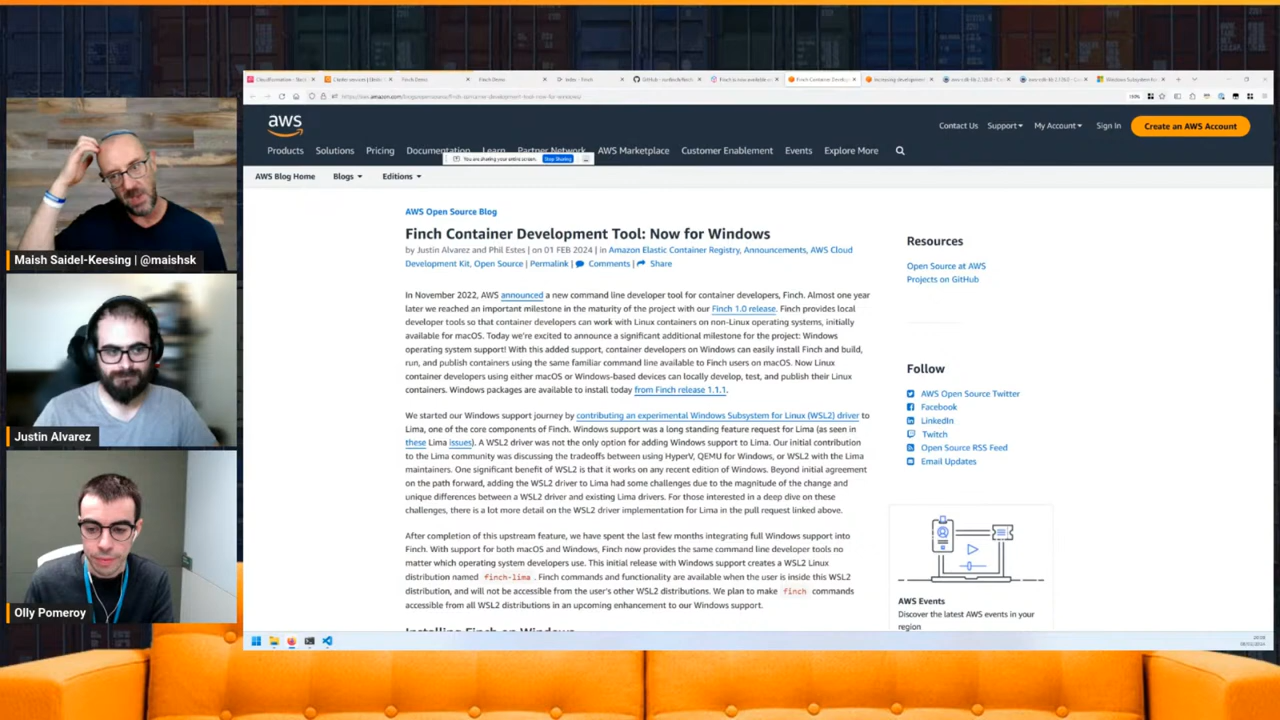 Maish Saidel-Keesing | @maishsk
Justin Alvarez
Olly Pomeroy
Finch Demo
Finch Demo
aws
Contact Us Support My Account Sign In Create an AWS Account
Products Solutions Pricing Documentation Learn Partner Network AWS Marketplace Customer Enablement Events Explore More
You are sharing your entire screen. Stop Sharing
AWS Blog Home Blogs Editions
AWS Open Source Blog
Finch Container Development Tool: Now for Windows
by Justin Alvarez and Phil Estes | on 01 FEB 2024 | in Amazon Elastic Container Registry, Announcements, AWS Cloud
Development Kit, Open Source | Permalink | Comments | Share
In November 2022, AWS announced a new command line developer tool for container developers, Finch. Almost one year
later we reached an important milestone in the maturity of the project with our Finch 1.0 release. Finch provides local
developer tools so that container developers can work with Linux containers on non-Linux operating systems, initially
available for macOS. Today we're excited to announce a significant additional milestone for the project: Windows
operating system support! With this added support, container developers on Windows can easily install Finch and build,
run, and publish containers using the same familiar command line available to Finch users on macOS. Now Linux
container developers using either macOS or Windows-based devices can locally develop, test, and publish their Linux
containers. Windows packages are available to install today from Finch release 1.1.1.
We started our Windows support journey by contributing an experimental Windows Subsystem for Linux (WSL2) driver to
Lima, one of the core components of Finch. Windows support was a long standing feature request for Lima (as seen in
these Lima issues). A WSL2 driver was not the only option for adding Windows support to Lima. Our initial contribution
to the Lima community was discussing the tradeoffs between using HyperV, QEMU for Windows, or WSL2 with the Lima
maintainers. One significant benefit of WSL2 is that it works on any recent edition of Windows. Beyond initial agreement
on the path forward, adding the WSL2 driver to Lima had some challenges due to the magnitude of the change and
unique differences between a WSL2 driver and existing Lima drivers. For those interested in a deep dive on these
challenges, there is a lot more detail on the WSL2 driver implementation for Lima in the pull request linked above.
After completion of this upstream feature, we have spent the last few months integrating full Windows support into
Finch. With support for both macOS and Windows, Finch now provides the same command line developer tools no
matter which operating system developers use. This initial release with Windows support creates a WSL2 Linux
distribution named finch-lima. Finch commands and functionality are available when the user is inside this WSL2
distribution, and will not be accessible from the user's other WSL2 distributions. We plan to make finch commands
accessible from all WSL2 distributions in an upcoming enhancement to our Windows support.
Installing Finch on Windows
Resources
Open Source at AWS
Projects on GitHub
Follow
AWS Open Source Twitter
Facebook
LinkedIn
Twitch
Open Source RSS Feed
Email Updates
AWS Events
Discover the latest AWS events in your
region